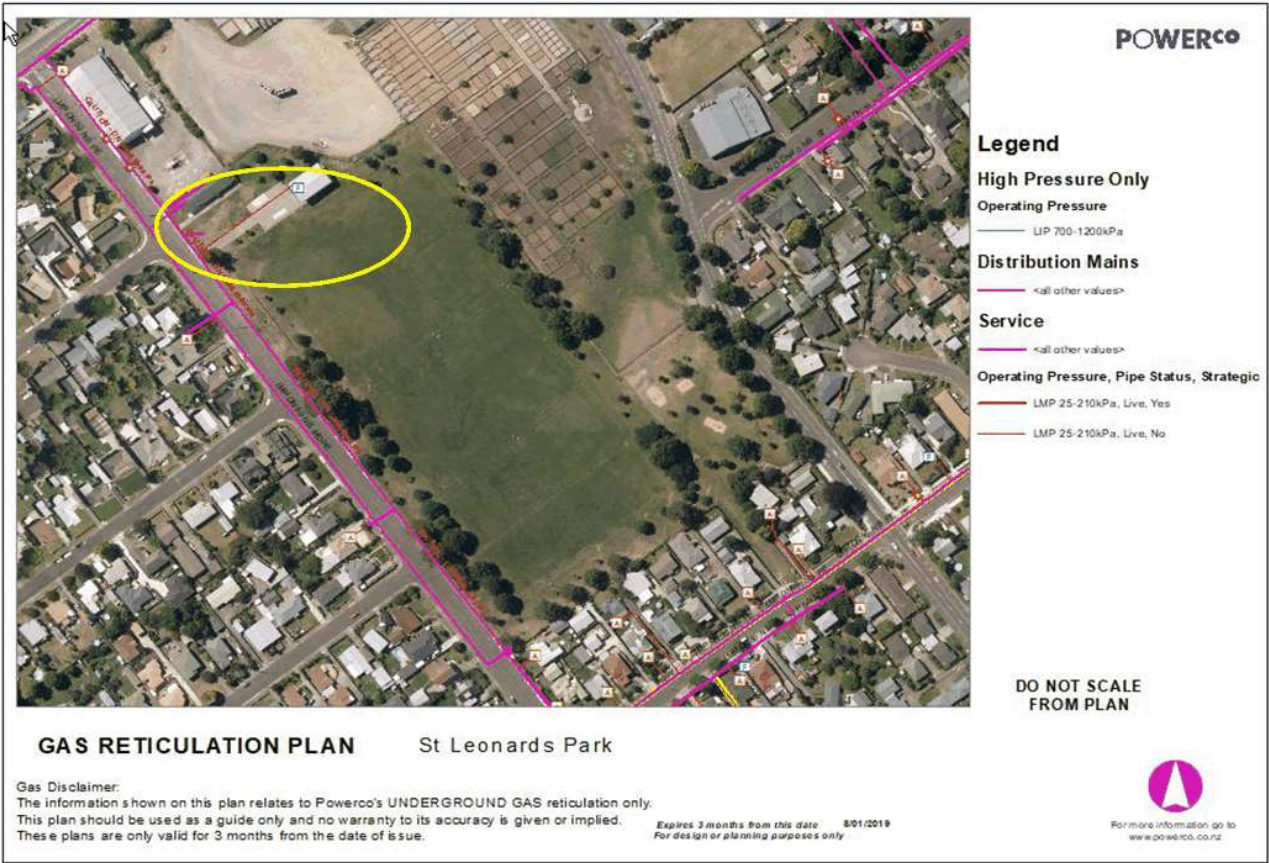 POWERCO
Legend
High Pressure Only
Operating Pressure
LIP 700-1200kPa
Distribution Mains
<all other values>
Service
<all other values>
Operating Pressure, Pipe Status, Strategic
LMP 25-210kPa, Live, Yes
LMP 25-210kPa, Live, No
DO NOT SCALE
FROM PLAN
GAS RETICULATION PLAN St Leonards Park
Gas Disclaimer:
The information shown on this plan relates to Powerco's UNDERGROUND GAS reticulation only.
This plan should be used as a guide only and no warranty to its accuracy is given or implied.
These plans are only valid for 3 months from the date of issue.
Expires 3 months from this date 8/01/2019
For design or planning purposes only
For more information go to
www.powerco.co.nz